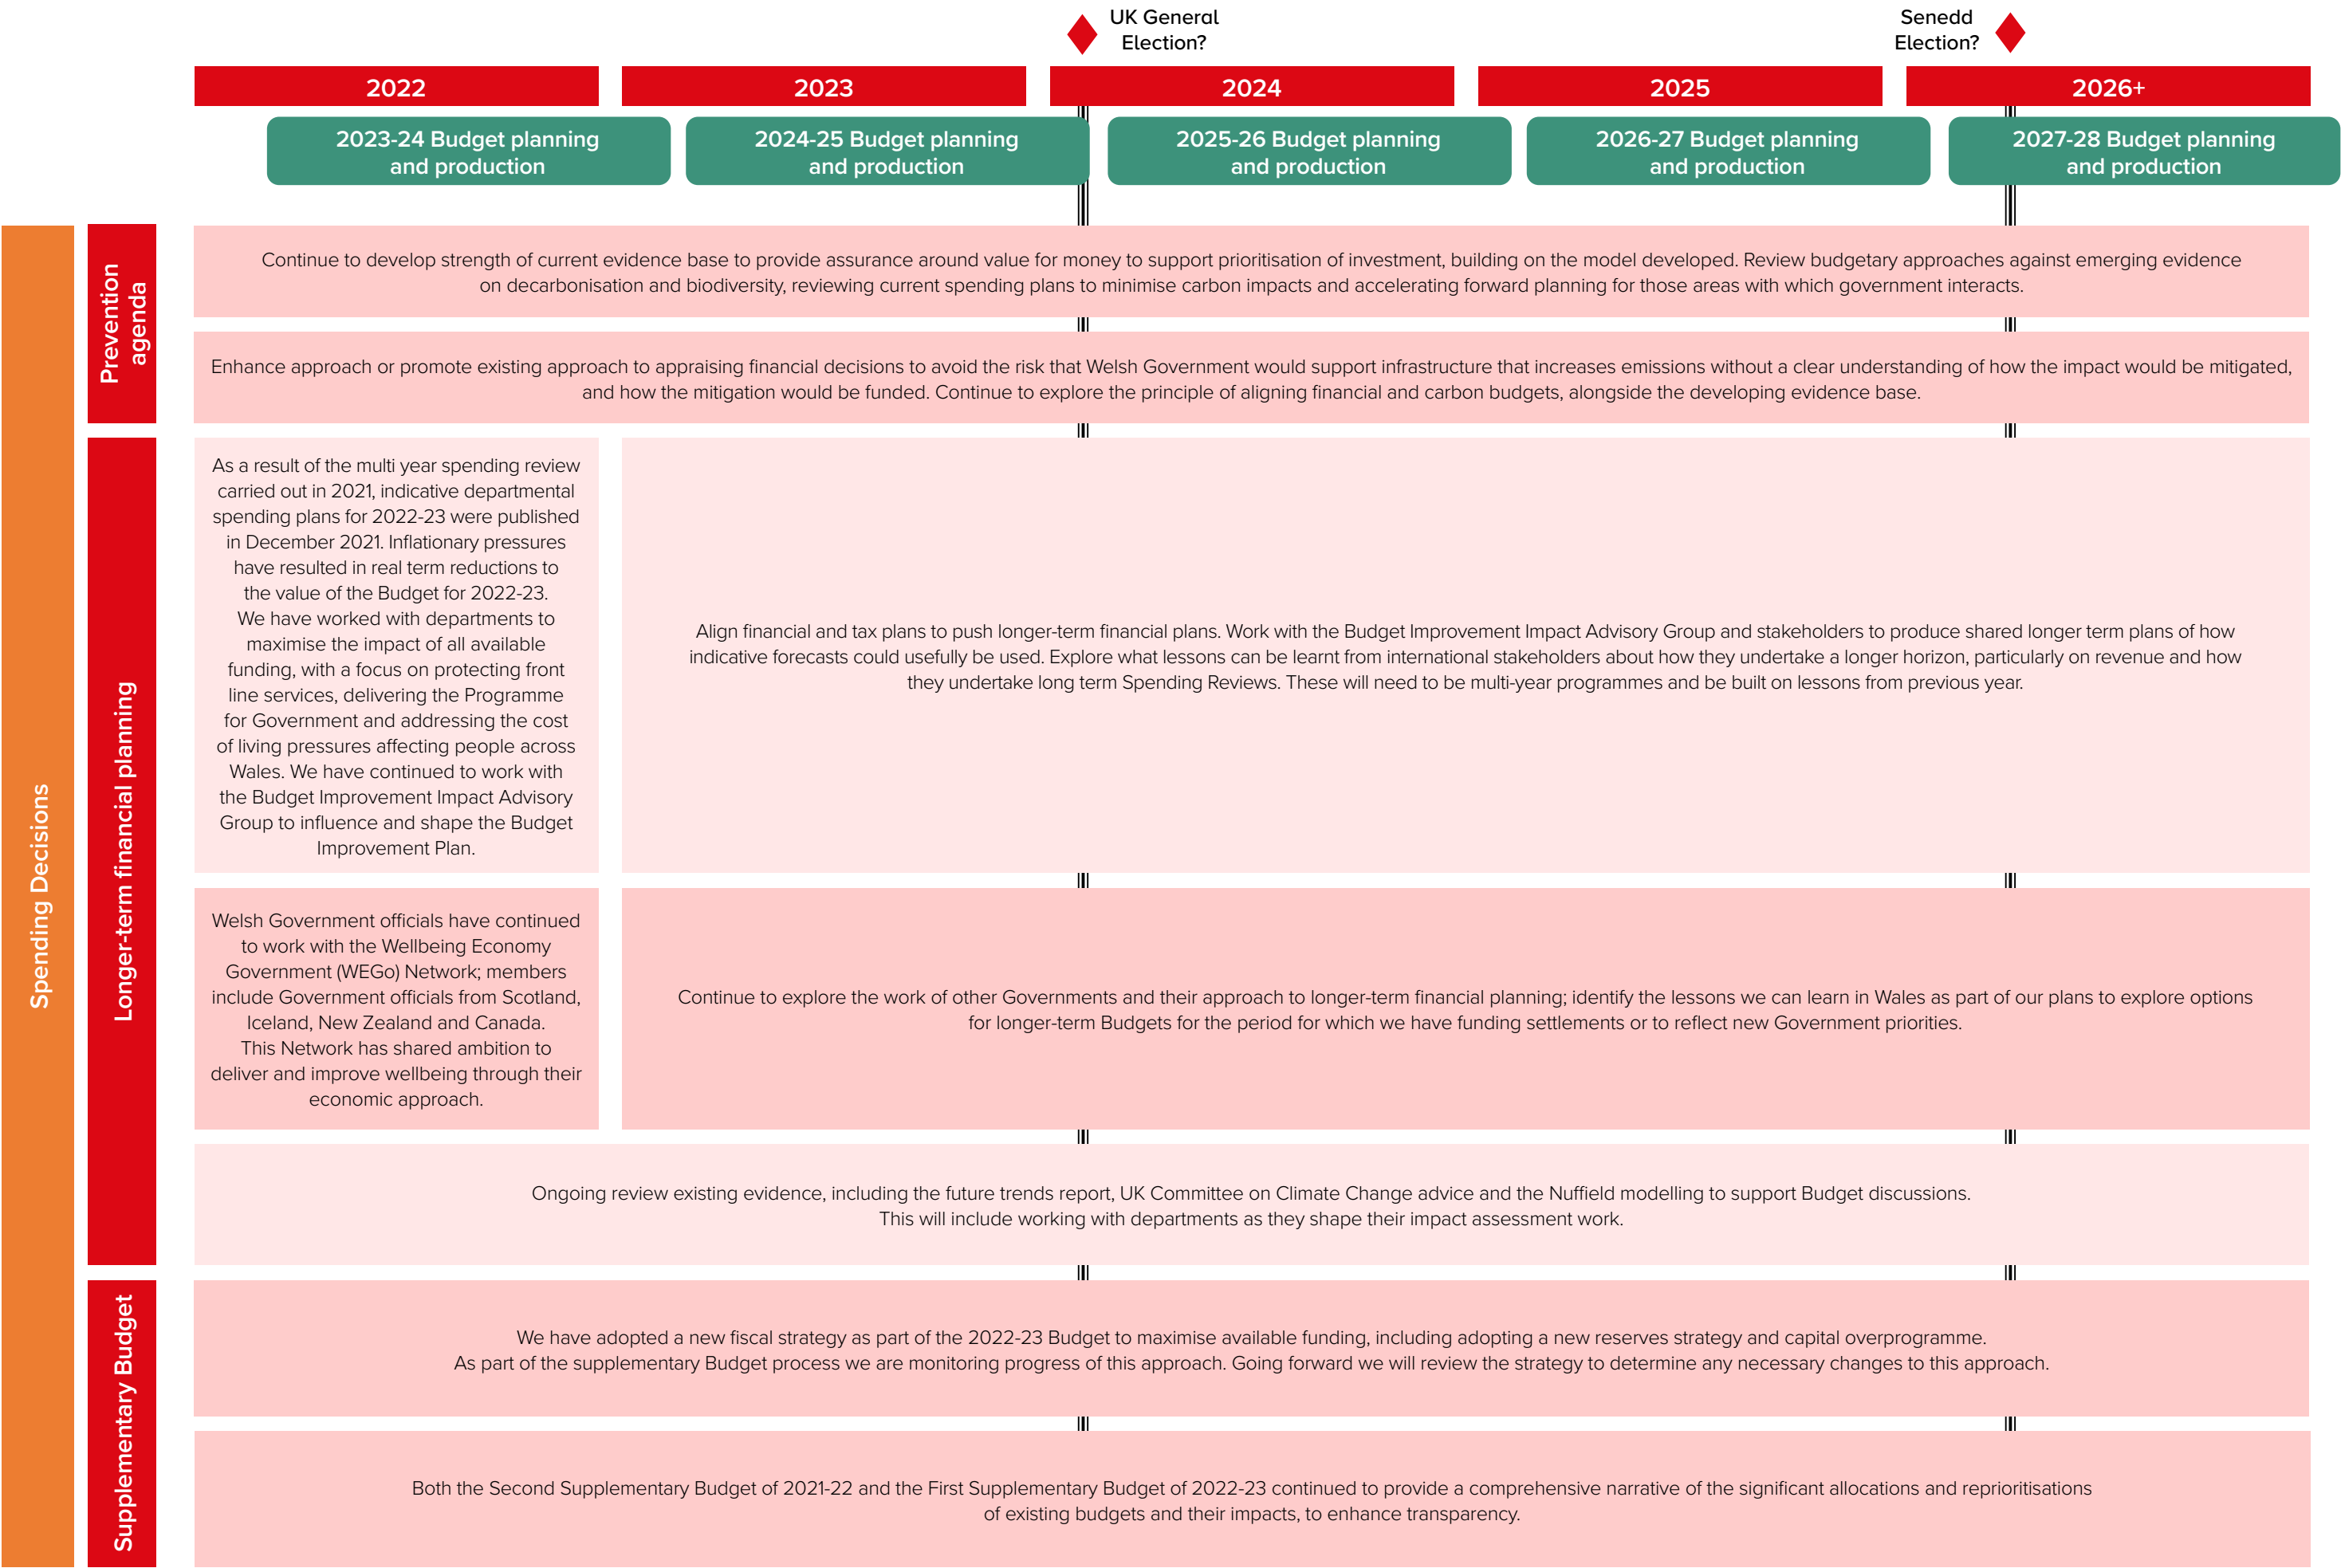 UK General
Election?
Senedd
Election?
2022
2023
2024
2025
2026+
2023-24 Budget planning
and production
2024-25 Budget planning
and production
2025-26 Budget planning
and production
2026-27 Budget planning
and production
2027-28 Budget planning
and production
Spending Decisions
Prevention
agenda
Continue to develop strength of current evidence base to provide assurance around value for money to support prioritisation of investment, building on the model developed. Review budgetary approaches against emerging evidence
on decarbonisation and biodiversity, reviewing current spending plans to minimise carbon impacts and accelerating forward planning for those areas with which government interacts.
Enhance approach or promote existing approach to appraising financial decisions to avoid the risk that Welsh Government would support infrastructure that increases emissions without a clear understanding of how the impact would be mitigated,
and how the mitigation would be funded. Continue to explore the principle of aligning financial and carbon budgets, alongside the developing evidence base.
Longer-term financial planning
As a result of the multi year spending review
carried out in 2021, indicative departmental
spending plans for 2022-23 were published
in December 2021. Inflationary pressures
have resulted in real term reductions to
the value of the Budget for 2022-23.
We have worked with departments to
maximise the impact of all available
funding, with a focus on protecting front
line services, delivering the Programme
for Government and addressing the cost
of living pressures affecting people across
Wales. We have continued to work with
the Budget Improvement Impact Advisory
Group to influence and shape the Budget
Improvement Plan.
Align financial and tax plans to push longer-term financial plans. Work with the Budget Improvement Impact Advisory Group and stakeholders to produce shared longer term plans of how
indicative forecasts could usefully be used. Explore what lessons can be learnt from international stakeholders about how they undertake a longer horizon, particularly on revenue and how
they undertake long term Spending Reviews. These will need to be multi-year programmes and be built on lessons from previous year.
Welsh Government officials have continued
to work with the Wellbeing Economy
Government (WEGo) Network; members
include Government officials from Scotland,
Iceland, New Zealand and Canada.
This Network has shared ambition to
deliver and improve wellbeing through their
economic approach.
Continue to explore the work of other Governments and their approach to longer-term financial planning; identify the lessons we can learn in Wales as part of our plans to explore options
for longer-term Budgets for the period for which we have funding settlements or to reflect new Government priorities.
Ongoing review existing evidence, including the future trends report, UK Committee on Climate Change advice and the Nuffield modelling to support Budget discussions.
This will include working with departments as they shape their impact assessment work.
Supplementary Budget
We have adopted a new fiscal strategy as part of the 2022-23 Budget to maximise available funding, including adopting a new reserves strategy and capital overprogramme.
As part of the supplementary Budget process we are monitoring progress of this approach. Going forward we will review the strategy to determine any necessary changes to this approach.
Both the Second Supplementary Budget of 2021-22 and the First Supplementary Budget of 2022-23 continued to provide a comprehensive narrative of the significant allocations and reprioritisations
of existing budgets and their impacts, to enhance transparency.